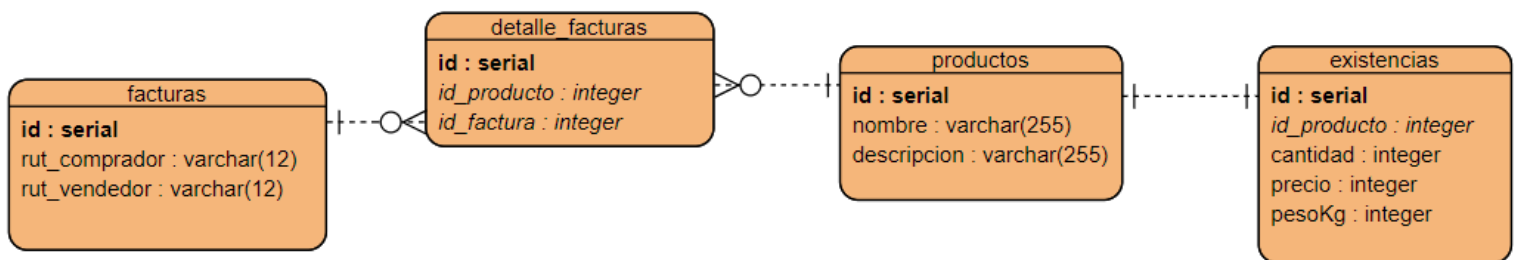 facturas
id : serial
rut_comprador : varchar(12)
rut_vendedor : varchar(12)
detalle_facturas
id : serial
id_producto : integer
id_factura : integer
productos
id : serial
nombre : varchar(255)
descripcion : varchar(255)
existencias
id : serial
id_producto : integer
cantidad : integer
precio : integer
pesoKg : integer